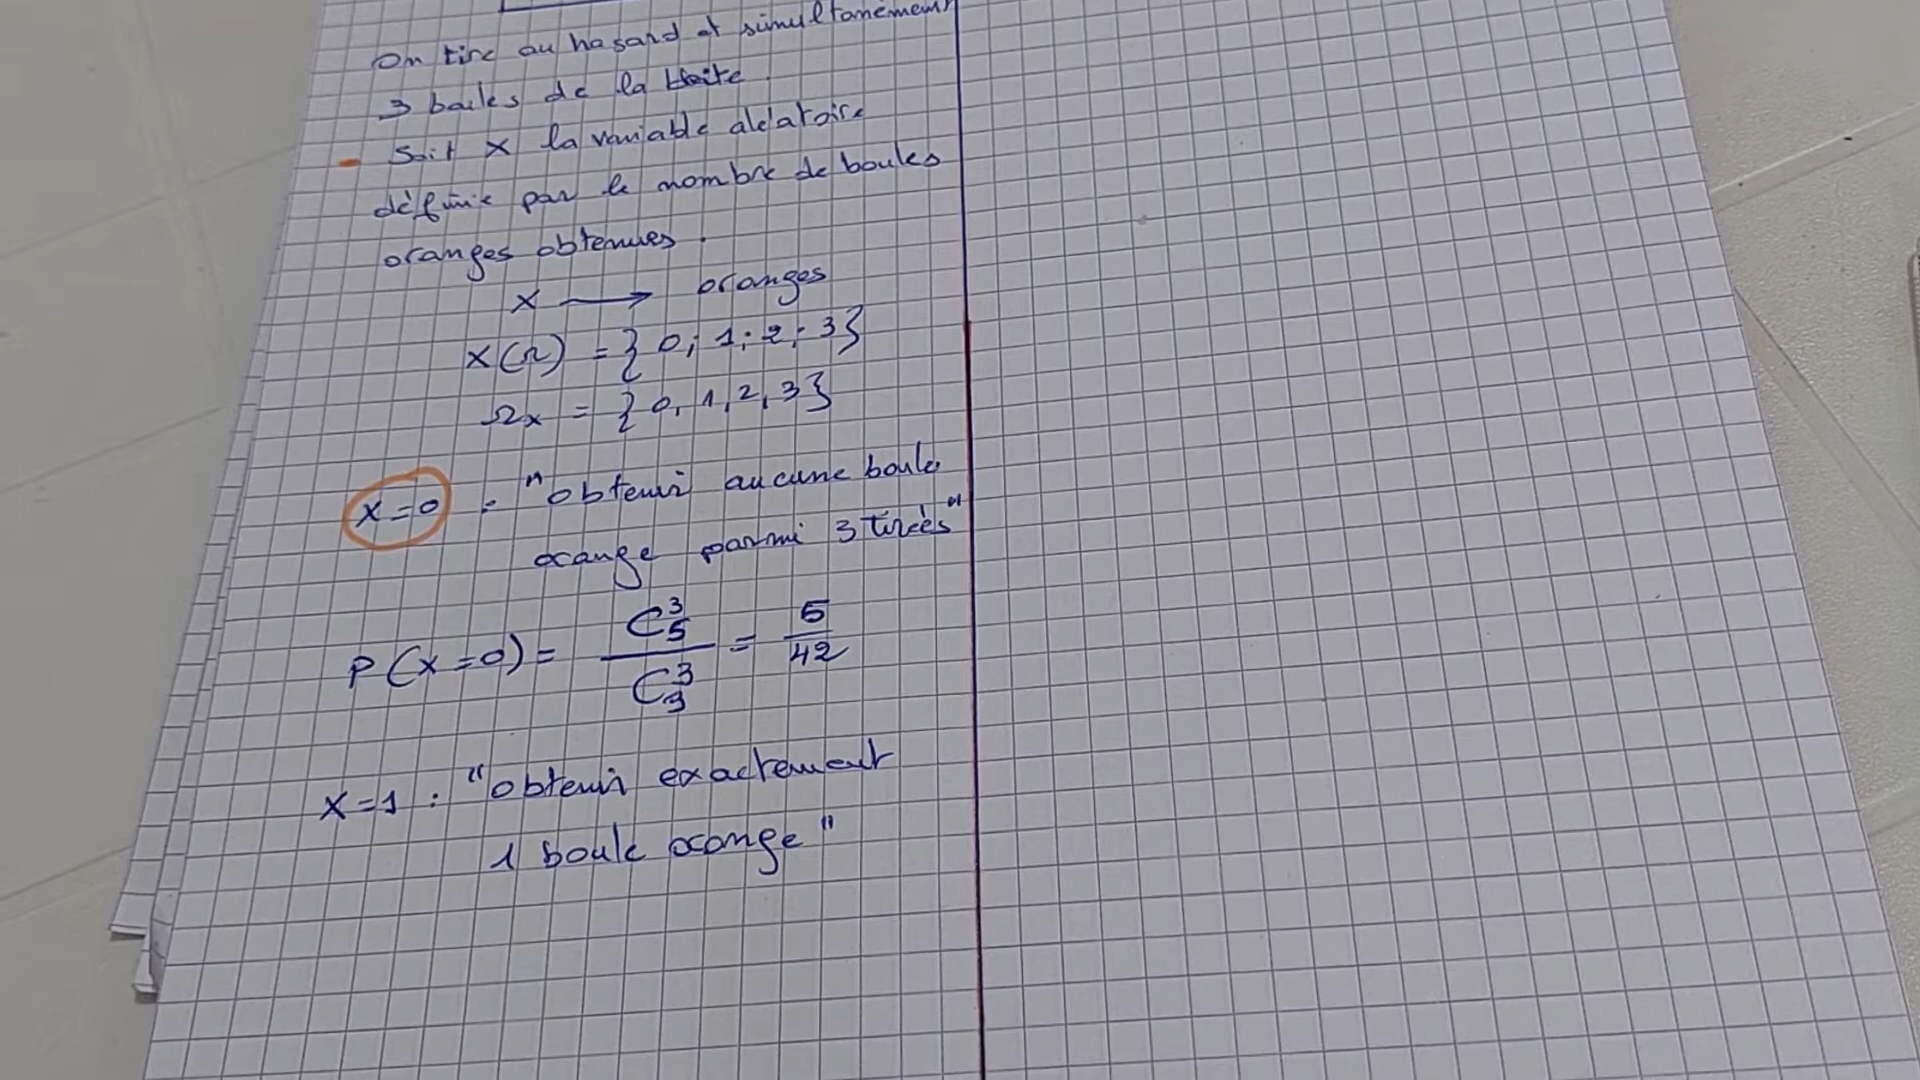 On tire au hasard et simultanément
3 boules de la boite
- Soit X la variable aléatoire
définie par le nombre de boules
oranges obtenues.
X ⟶ oranges
X(Ω) = { 0; 1; 2; 3}
Ωx = { 0, 1, 2, 3}
X=0 : "obtenir aucune boule
orange parmi 3 tirées"
P(X=0) = C³₅ / C³₃ = 5/42
X=1 : "obtenir exactement
1 boule orange"